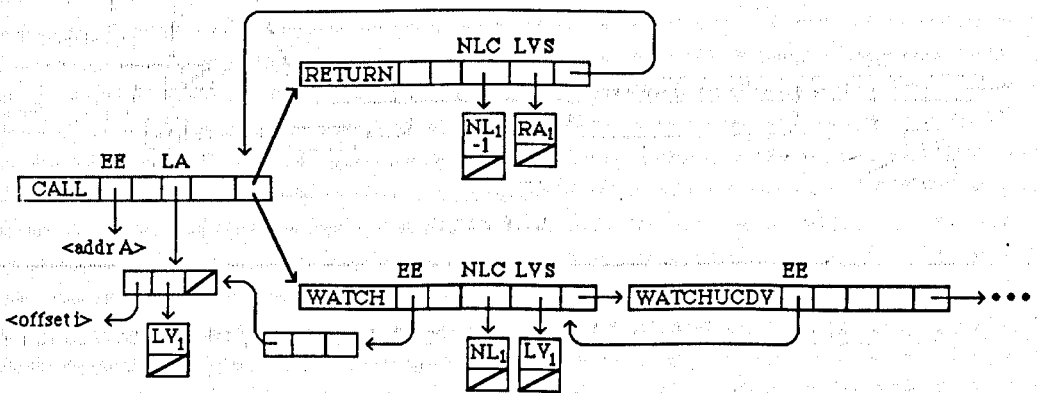 NLC LVS
RETURN
NL1 -1
RA1
EE LA
CALL
<addr A>
EE NLC LVS EE
WATCH WATCHUCDV
<offset i>
LV1
NL1 LV1